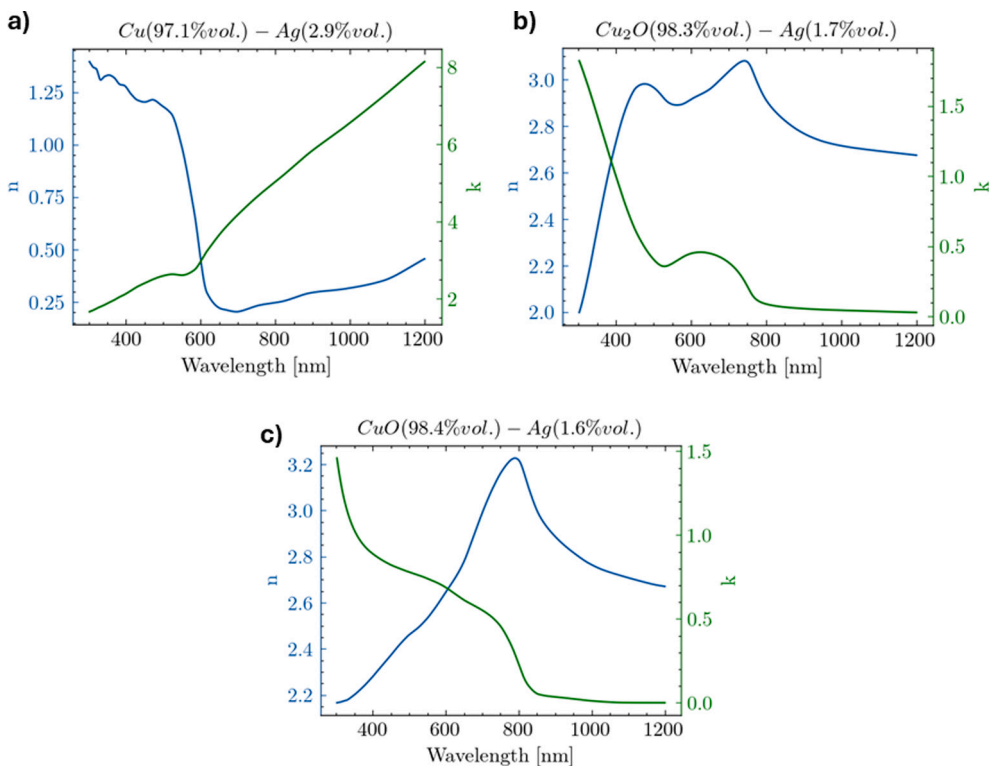 a)
Cu(97.1%vol.) − Ag(2.9%vol.)
n
1.25
1.00
0.75
0.50
0.25
8
6
4
2
k
400 600 800 1000 1200
Wavelength [nm]
b)
Cu₂O(98.3%vol.) − Ag(1.7%vol.)
n
3.0
2.8
2.6
2.4
2.2
2.0
1.5
1.0
0.5
0.0
k
400 600 800 1000 1200
Wavelength [nm]
c)
CuO(98.4%vol.) − Ag(1.6%vol.)
n
3.2
3.0
2.8
2.6
2.4
2.2
1.5
1.0
0.5
0.0
k
400 600 800 1000 1200
Wavelength [nm]